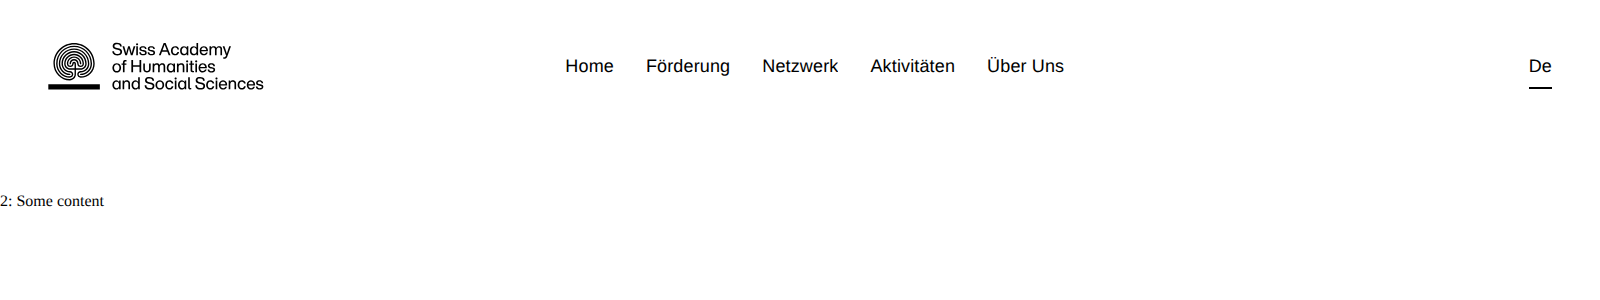 Swiss Academy
of Humanities
and Social Sciences
Home Förderung Netzwerk Aktivitäten Über Uns De
2: Some content